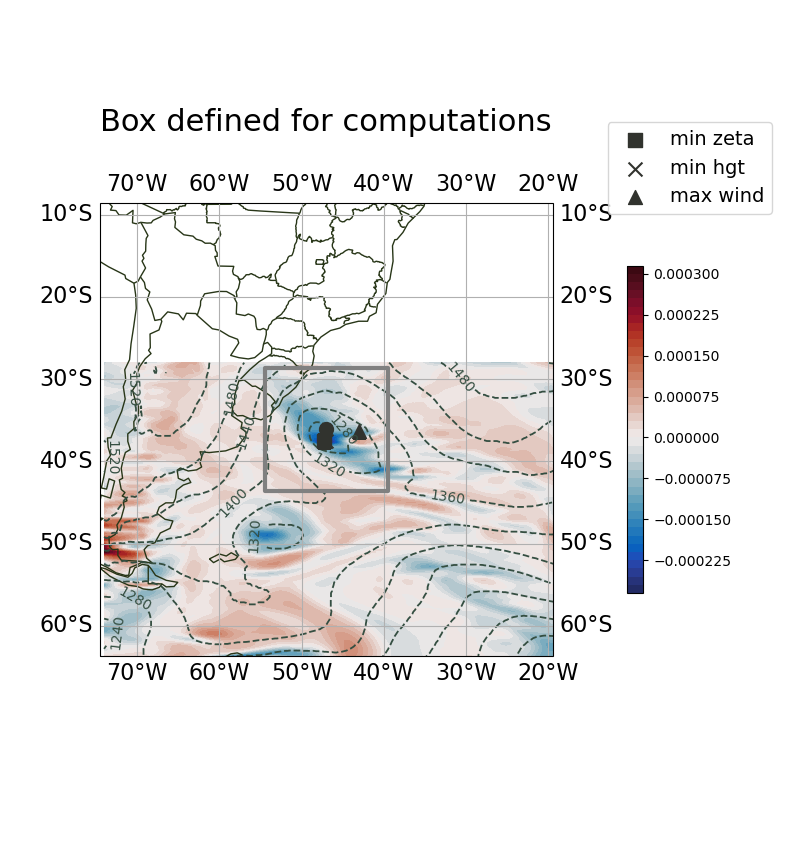 Box defined for computations
min zeta
min hgt
max wind
70°W 60°W 50°W 40°W 30°W 20°W
10°S 10°S
20°S 20°S
30°S 30°S
40°S 40°S
50°S 50°S
60°S 60°S
70°W 60°W 50°W 40°W 30°W 20°W
1520
1480
1480
1440
1520
1280
1320
1400
1360
1320
1280
1240
0.000300
0.000225
0.000150
0.000075
0.000000
−0.000075
−0.000150
−0.000225